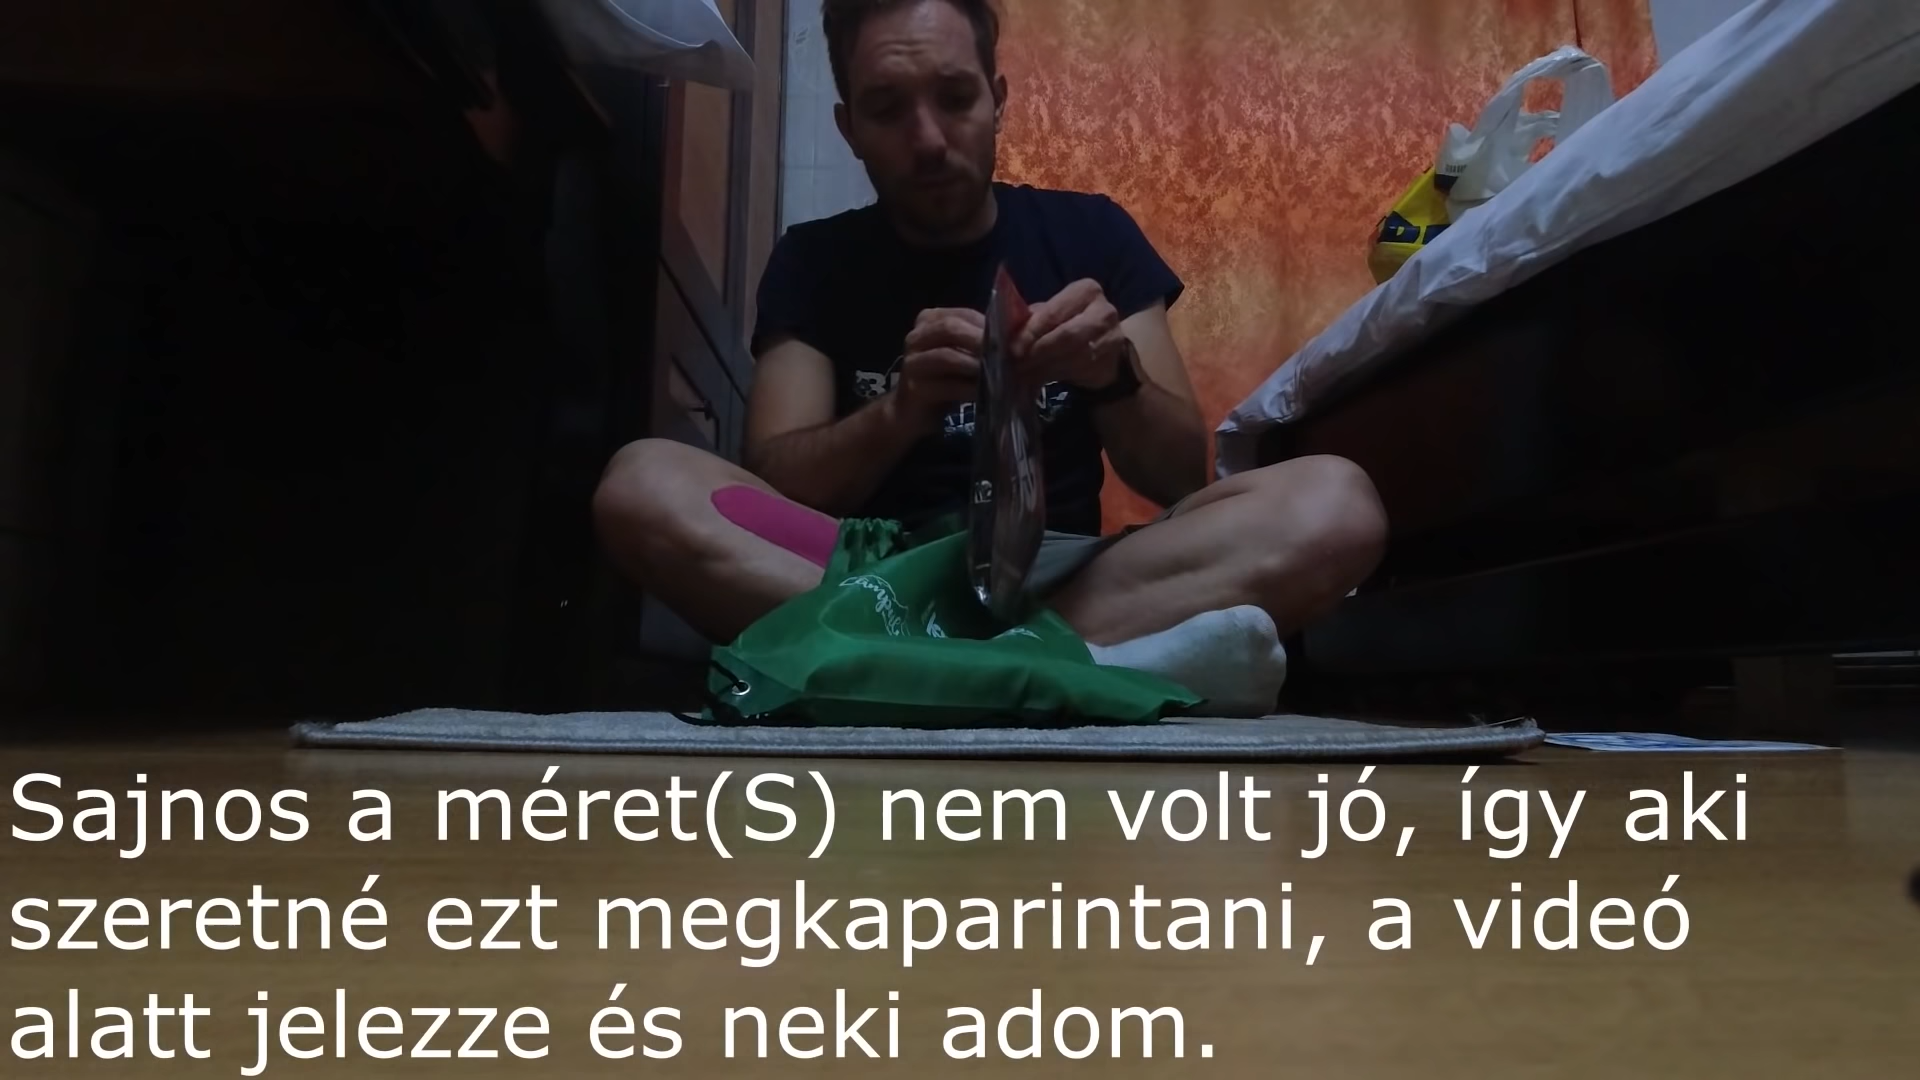 Sajnos a méret(S) nem volt jó, így aki
szeretné ezt megkaparintani, a videó
alatt jelezze és neki adom.